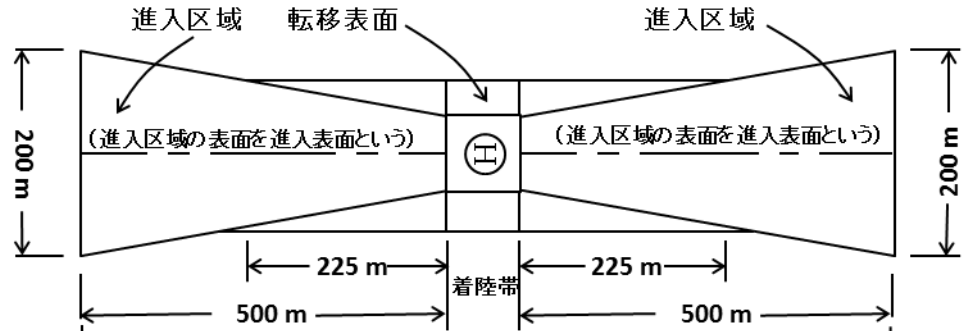 進入区域
転移表面
進入区域
200 m
(進入区域の表面を進入表面という)
H
(進入区域の表面を進入表面という)
200 m
225 m
着陸帯
225 m
500 m
500 m